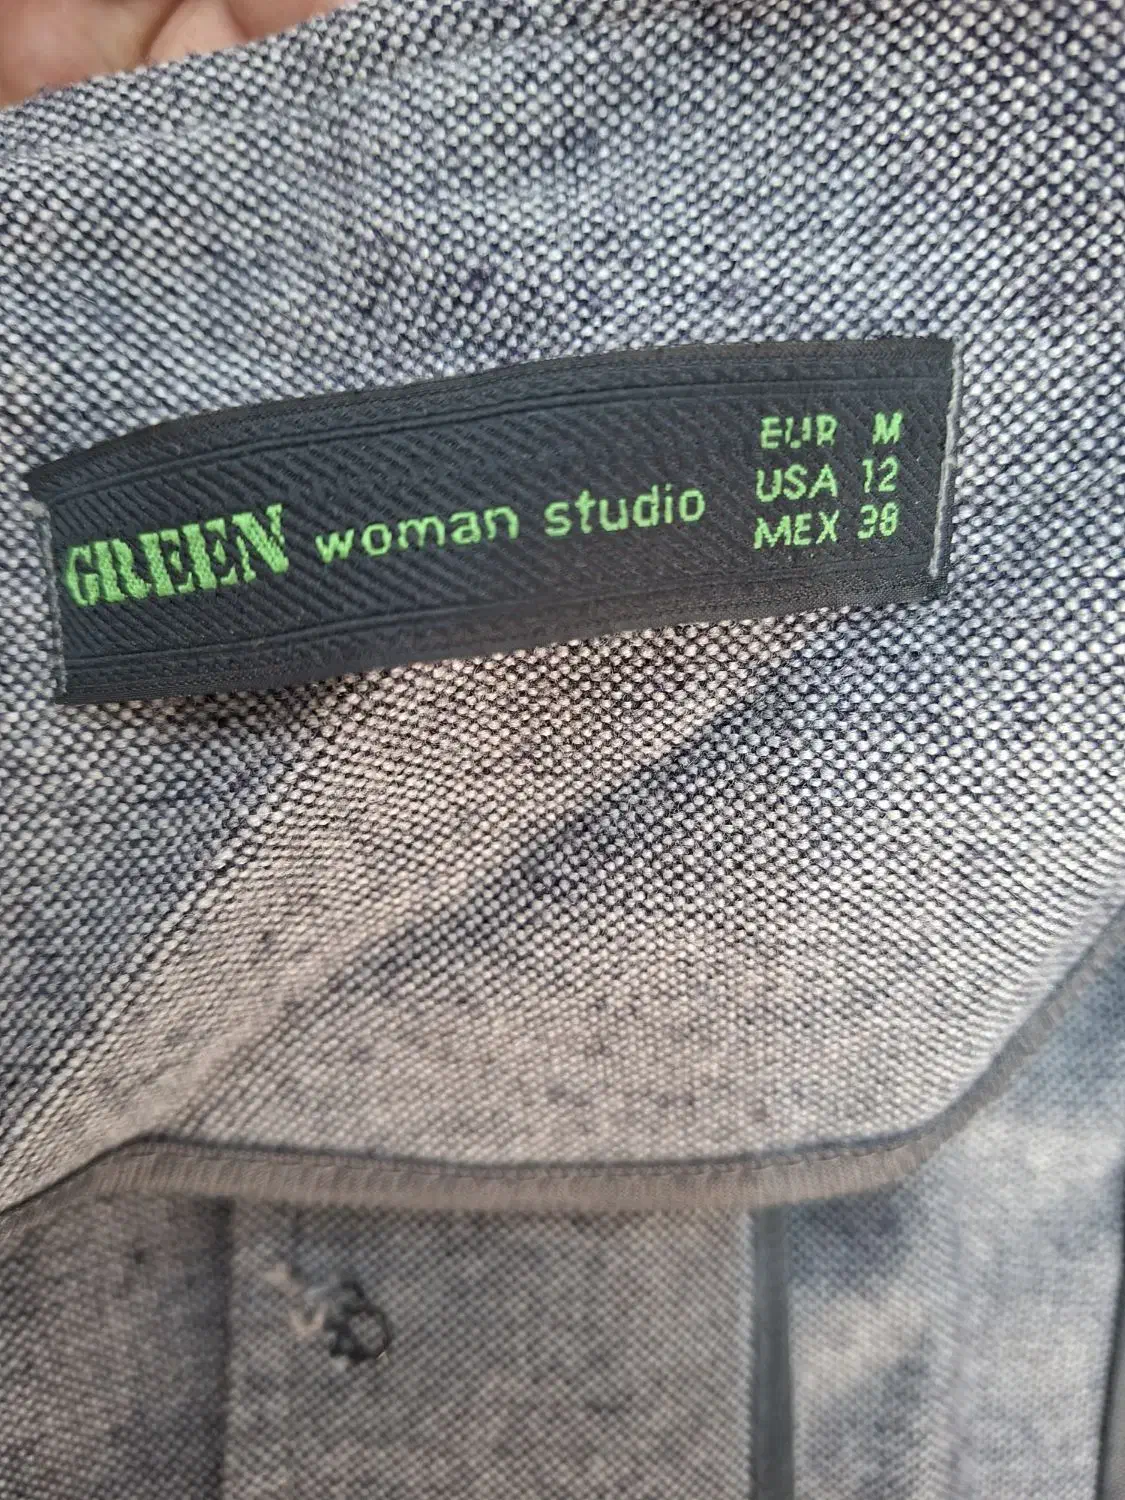 GREEN woman studio
EUR M
USA 12
MEX 38